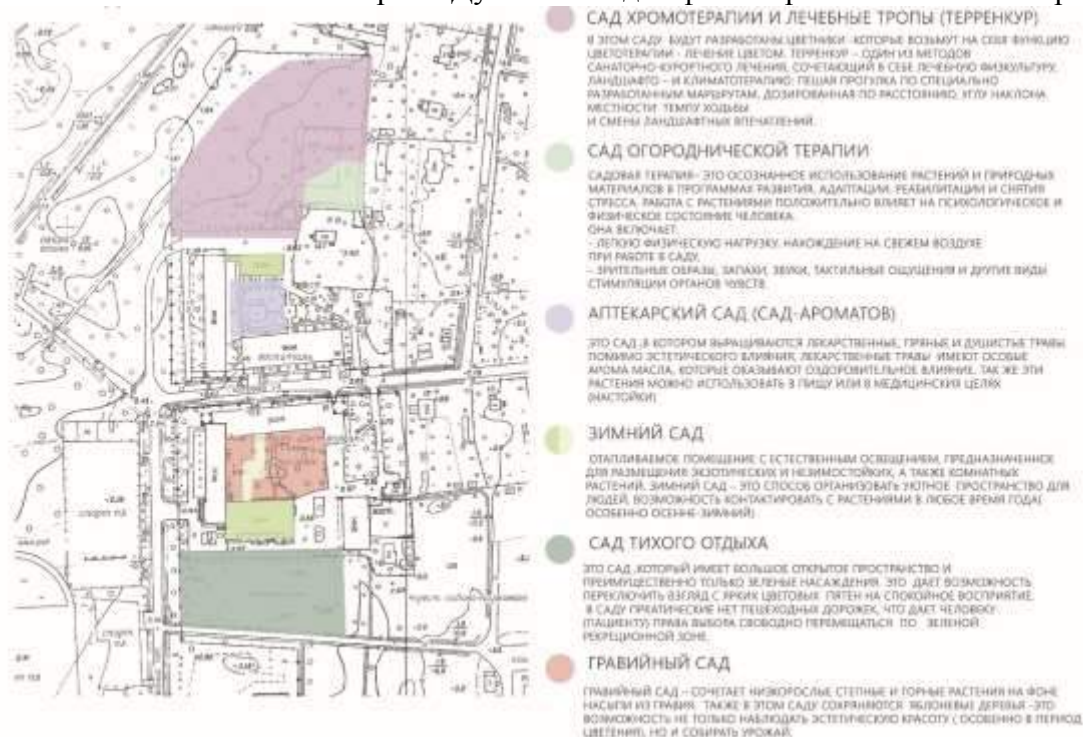 САД ХРОМОТЕРАПИИ И ЛЕЧЕБНЫЕ ТРОПЫ (ТЕРРЕНКУР)
В ЭТОМ САДУ БУДУТ РАЗРАБОТАНЫ ЦВЕТНИКИ КОТОРЫЕ ВОЗЬМУТ НА СЕБЯ ФУНКЦИЮ
ЦВЕТОТЕРАПИИ – ЛЕЧЕНИЕ ЦВЕТОМ. ТЕРРЕНКУР – ОДИН ИЗ МЕТОДОВ
САНАТОРНО-КУРОРТНОГО ЛЕЧЕНИЯ, СОЧЕТАЮЩИЙ В СЕБЕ ЛЕЧЕБНУЮ ФИЗКУЛЬТУРУ,
ЛАНДШАФТО – И КЛИМАТОТЕРАПИЮ: ПЕШАЯ ПРОГУЛКА ПО СПЕЦИАЛЬНО
РАЗРАБОТАННЫМ МАРШРУТАМ, ДОЗИРОВАННАЯ ПО РАССТОЯНИЮ, УГЛУ НАКЛОНА
МЕСТНОСТИ ТЕМПУ ХОДЬБЫ
И СМЕНЫ ЛАНДШАФТНЫХ ВПЕЧАТЛЕНИЙ.
САД ОГОРОДНИЧЕСКОЙ ТЕРАПИИ
САДОВАЯ ТЕРАПИЯ– ЭТО ОСОЗНАННОЕ ИСПОЛЬЗОВАНИЕ РАСТЕНИЙ И ПРИРОДНЫХ
МАТЕРИАЛОВ В ПРОГРАММАХ РАЗВИТИЯ, АДАПТАЦИИ, РЕАБИЛИТАЦИИ И СНЯТИЯ
СТРЕССА. РАБОТА С РАСТЕНИЯМИ ПОЛОЖИТЕЛЬНО ВЛИЯЕТ НА ПСИХОЛОГИЧЕСКОЕ И
ФИЗИЧЕСКОЕ СОСТОЯНИЕ ЧЕЛОВЕКА.
ОНА ВКЛЮЧАЕТ:
– ЛЕГКУЮ ФИЗИЧЕСКУЮ НАГРУЗКУ, НАХОЖДЕНИЕ НА СВЕЖЕМ ВОЗДУХЕ
ПРИ РАБОТЕ В САДУ,
– ЗРИТЕЛЬНЫЕ ОБРАЗЫ, ЗАПАХИ, ЗВУКИ, ТАКТИЛЬНЫЕ ОЩУЩЕНИЯ И ДРУГИЕ ВИДЫ
СТИМУЛЯЦИИ ОРГАНОВ ЧУВСТВ.
АПТЕКАРСКИЙ САД (САД-АРОМАТОВ)
ЭТО САД ,В КОТОРОМ ВЫРАЩИВАЮТСЯ ЛЕКАРСТВЕННЫЕ, ПРЯНЫЕ И ДУШИСТЫЕ ТРАВЫ
ПОМИМО ЭСТЕТИЧЕСКОГО ВЛИЯНИЯ, ЛЕКАРСТВЕННЫЕ ТРАВЫ ИМЕЮТ ОСОБЫЕ
АРОМА МАСЛА, КОТОРЫЕ ОКАЗЫВАЮТ ОЗДОРОВИТЕЛЬНОЕ ВЛИЯНИЕ. ТАК ЖЕ ЭТИ
РАСТЕНИЯ МОЖНО ИСПОЛЬЗОВАТЬ В ПИЩУ ИЛИ В МЕДИЦИНСКИХ ЦЕЛЯХ
(НАСТОЙКИ)
ЗИМНИЙ САД
ОТАПЛИВАЕМОЕ ПОМЕЩЕНИЕ С ЕСТЕСТВЕННЫМ ОСВЕЩЕНИЕМ, ПРЕДНАЗНАЧЕННОЕ
ДЛЯ РАЗМЕЩЕНИЯ ЭКЗОТИЧЕСКИХ И НЕЗИМОСТОЙКИХ, А ТАКЖЕ КОМНАТНЫХ
РАСТЕНИЙ. ЗИМНИЙ САД – ЭТО СПОСОБ ОРГАНИЗОВАТЬ УЮТНОЕ ПРОСТРАНСТВО ДЛЯ
ЛЮДЕЙ, ВОЗМОЖНОСТЬ КОНТАКТИРОВАТЬ С РАСТЕНИЯМИ В ЛЮБОЕ ВРЕМЯ ГОДА(
ОСОБЕННО ОСЕННЕ-ЗИМНИЙ)
САД ТИХОГО ОТДЫХА
ЭТО САД ,КОТОРЫЙ ИМЕЕТ БОЛЬШОЕ ОТКРЫТОЕ ПРОСТРАНСТВО И
ПРЕИМУЩЕСТВЕННО ТОЛЬКО ЗЕЛЕНЫЕ НАСАЖДЕНИЯ. ЭТО ДАЕТ ВОЗМОЖНОСТЬ
ПЕРЕКЛЮЧИТЬ ВЗГЛЯД С ЯРКИХ ЦВЕТОВЫХ ПЯТЕН НА СПОКОЙНОЕ ВОСПРИЯТИЕ.
В САДУ ПРКАТИЧЕСКИЕ НЕТ ПЕШЕХОДНЫХ ДОРОЖЕК, ЧТО ДАЕТ ЧЕЛОВЕКУ
(ПАЦИЕНТУ) ПРАВА ВЫБОРА СВОБОДНО ПЕРЕМЕЩАТЬСЯ ПО ЗЕЛЕНОЙ
РЕКРЕЦИОННОЙ ЗОНЕ.
ГРАВИЙНЫЙ САД
ГРАВИЙНЫЙ САД – СОЧЕТАЕТ НИЗКОРОСЛЫЕ СТЕПНЫЕ И ГОРНЫЕ РАСТЕНИЯ НА ФОНЕ
НАСЫПИ ИЗ ГРАВИЯ. ТАКЖЕ В ЭТОМ САДУ СОХРАНЯЮТСЯ ЯБЛОНЕВЫЕ ДЕРЕВЬЯ -ЭТО
ВОЗМОЖНОСТЬ НЕ ТОЛЬКО НАБЛЮДАТЬ ЭСТЕТИЧЕСКУЮ КРАСОТУ ( ОСОБЕННО В ПЕРИОД
ЦВЕТЕНИЯ), НО И СОБИРАТЬ УРОЖАЙ.